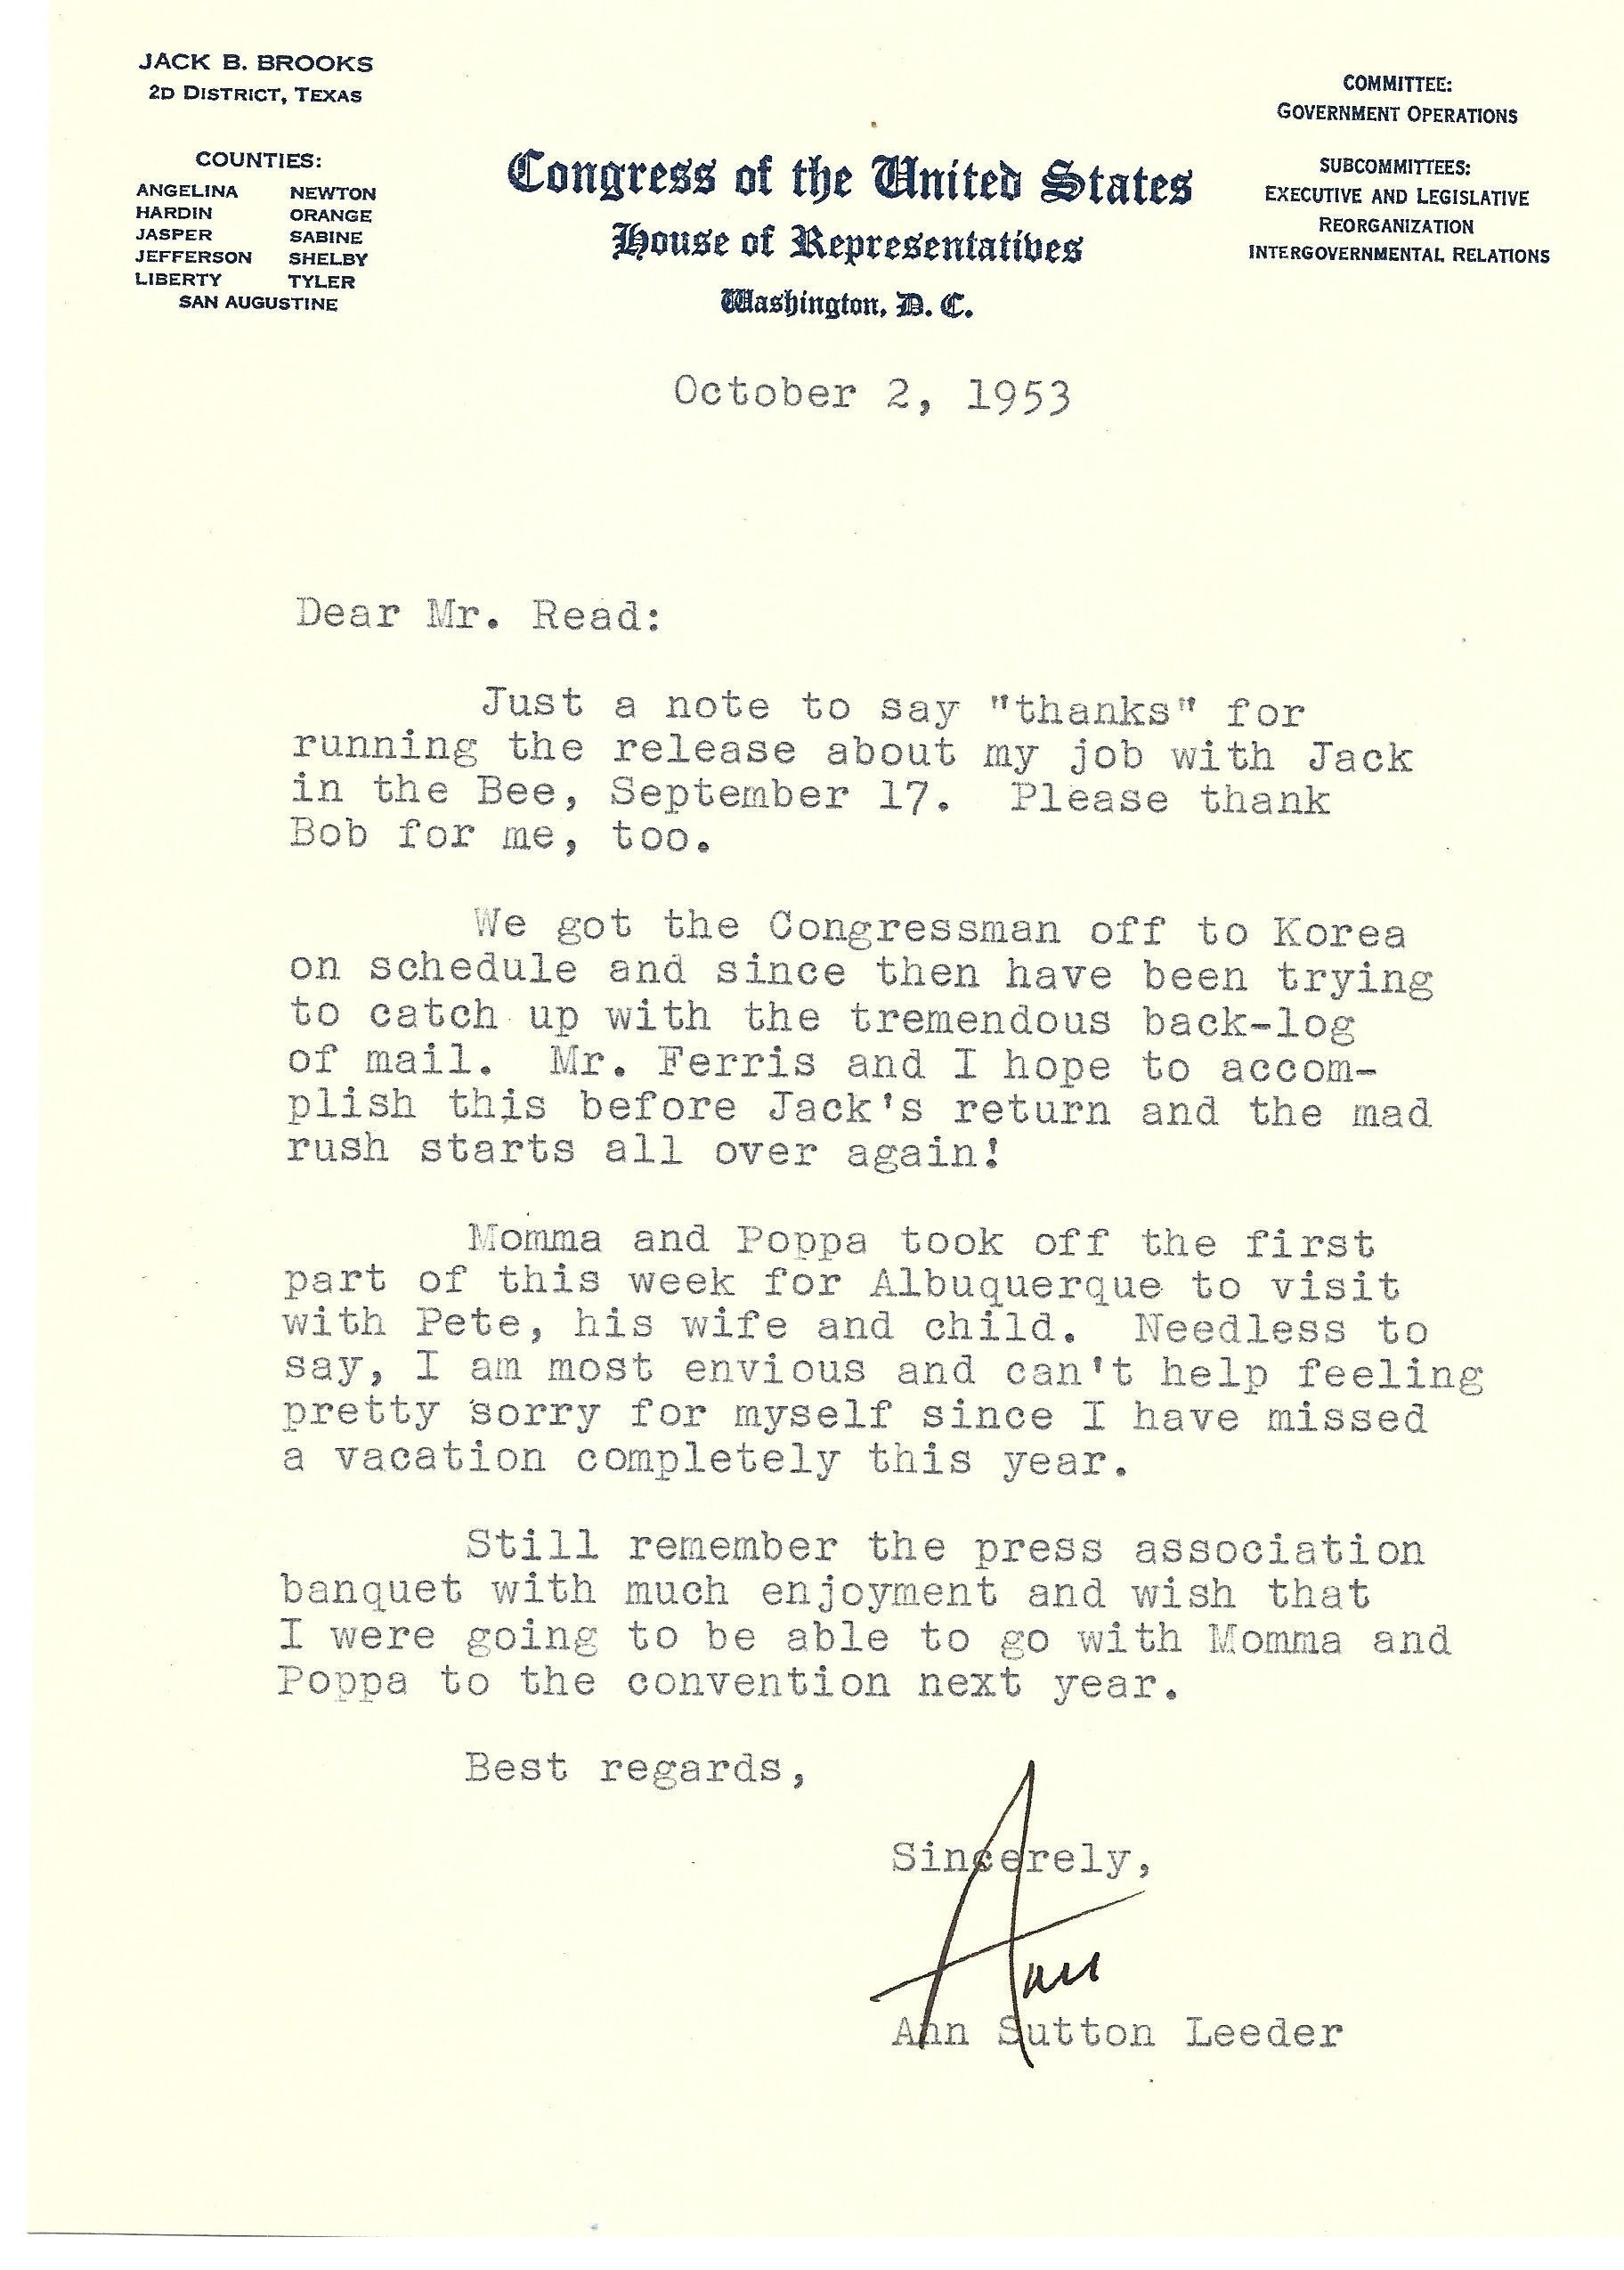 JACK B. BROOKS
2D DISTRICT, TEXAS
COUNTIES:
ANGELINA NEWTON
HARDIN ORANGE
JASPER SABINE
JEFFERSON SHELBY
LIBERTY TYLER
SAN AUGUSTINE
COMMITTEE:
GOVERNMENT OPERATIONS
SUBCOMMITTEES:
EXECUTIVE AND LEGISLATIVE
REORGANIZATION
INTERGOVERNMENTAL RELATIONS
Congress of the United States
House of Representatives
Washington, D. C.
October 2, 1953
Dear Mr. Read:
Just a note to say "thanks" for
running the release about my job with Jack
in the Bee, September 17. Please thank
Bob for me, too.
We got the Congressman off to Korea
on schedule and since then have been trying
to catch up with the tremendous back-log
of mail. Mr. Ferris and I hope to accom-
plish this before Jack's return and the mad
rush starts all over again!
Momma and Poppa took off the first
part of this week for Albuquerque to visit
with Pete, his wife and child. Needless to
say, I am most envious and can't help feeling
pretty sorry for myself since I have missed
a vacation completely this year.
Still remember the press association
banquet with much enjoyment and wish that
I were going to be able to go with Momma and
Poppa to the convention next year.
Best regards,
Sincerely,
Ann
Ann Sutton Leeder